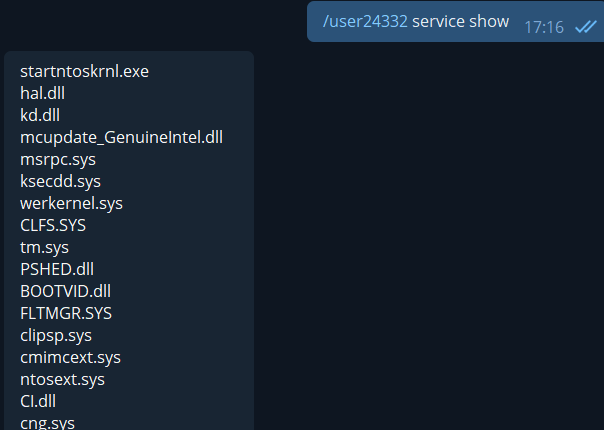 /user24332 service show
17:16
startntoskrnl.exe
hal.dll
kd.dll
mcupdate_GenuineIntel.dll
msrpc.sys
ksecdd.sys
werkernel.sys
CLFS.SYS
tm.sys
PSHED.dll
BOOTVID.dll
FLTMGR.SYS
clipsp.sys
cmimcext.sys
ntosext.sys
CI.dll
cng.sys